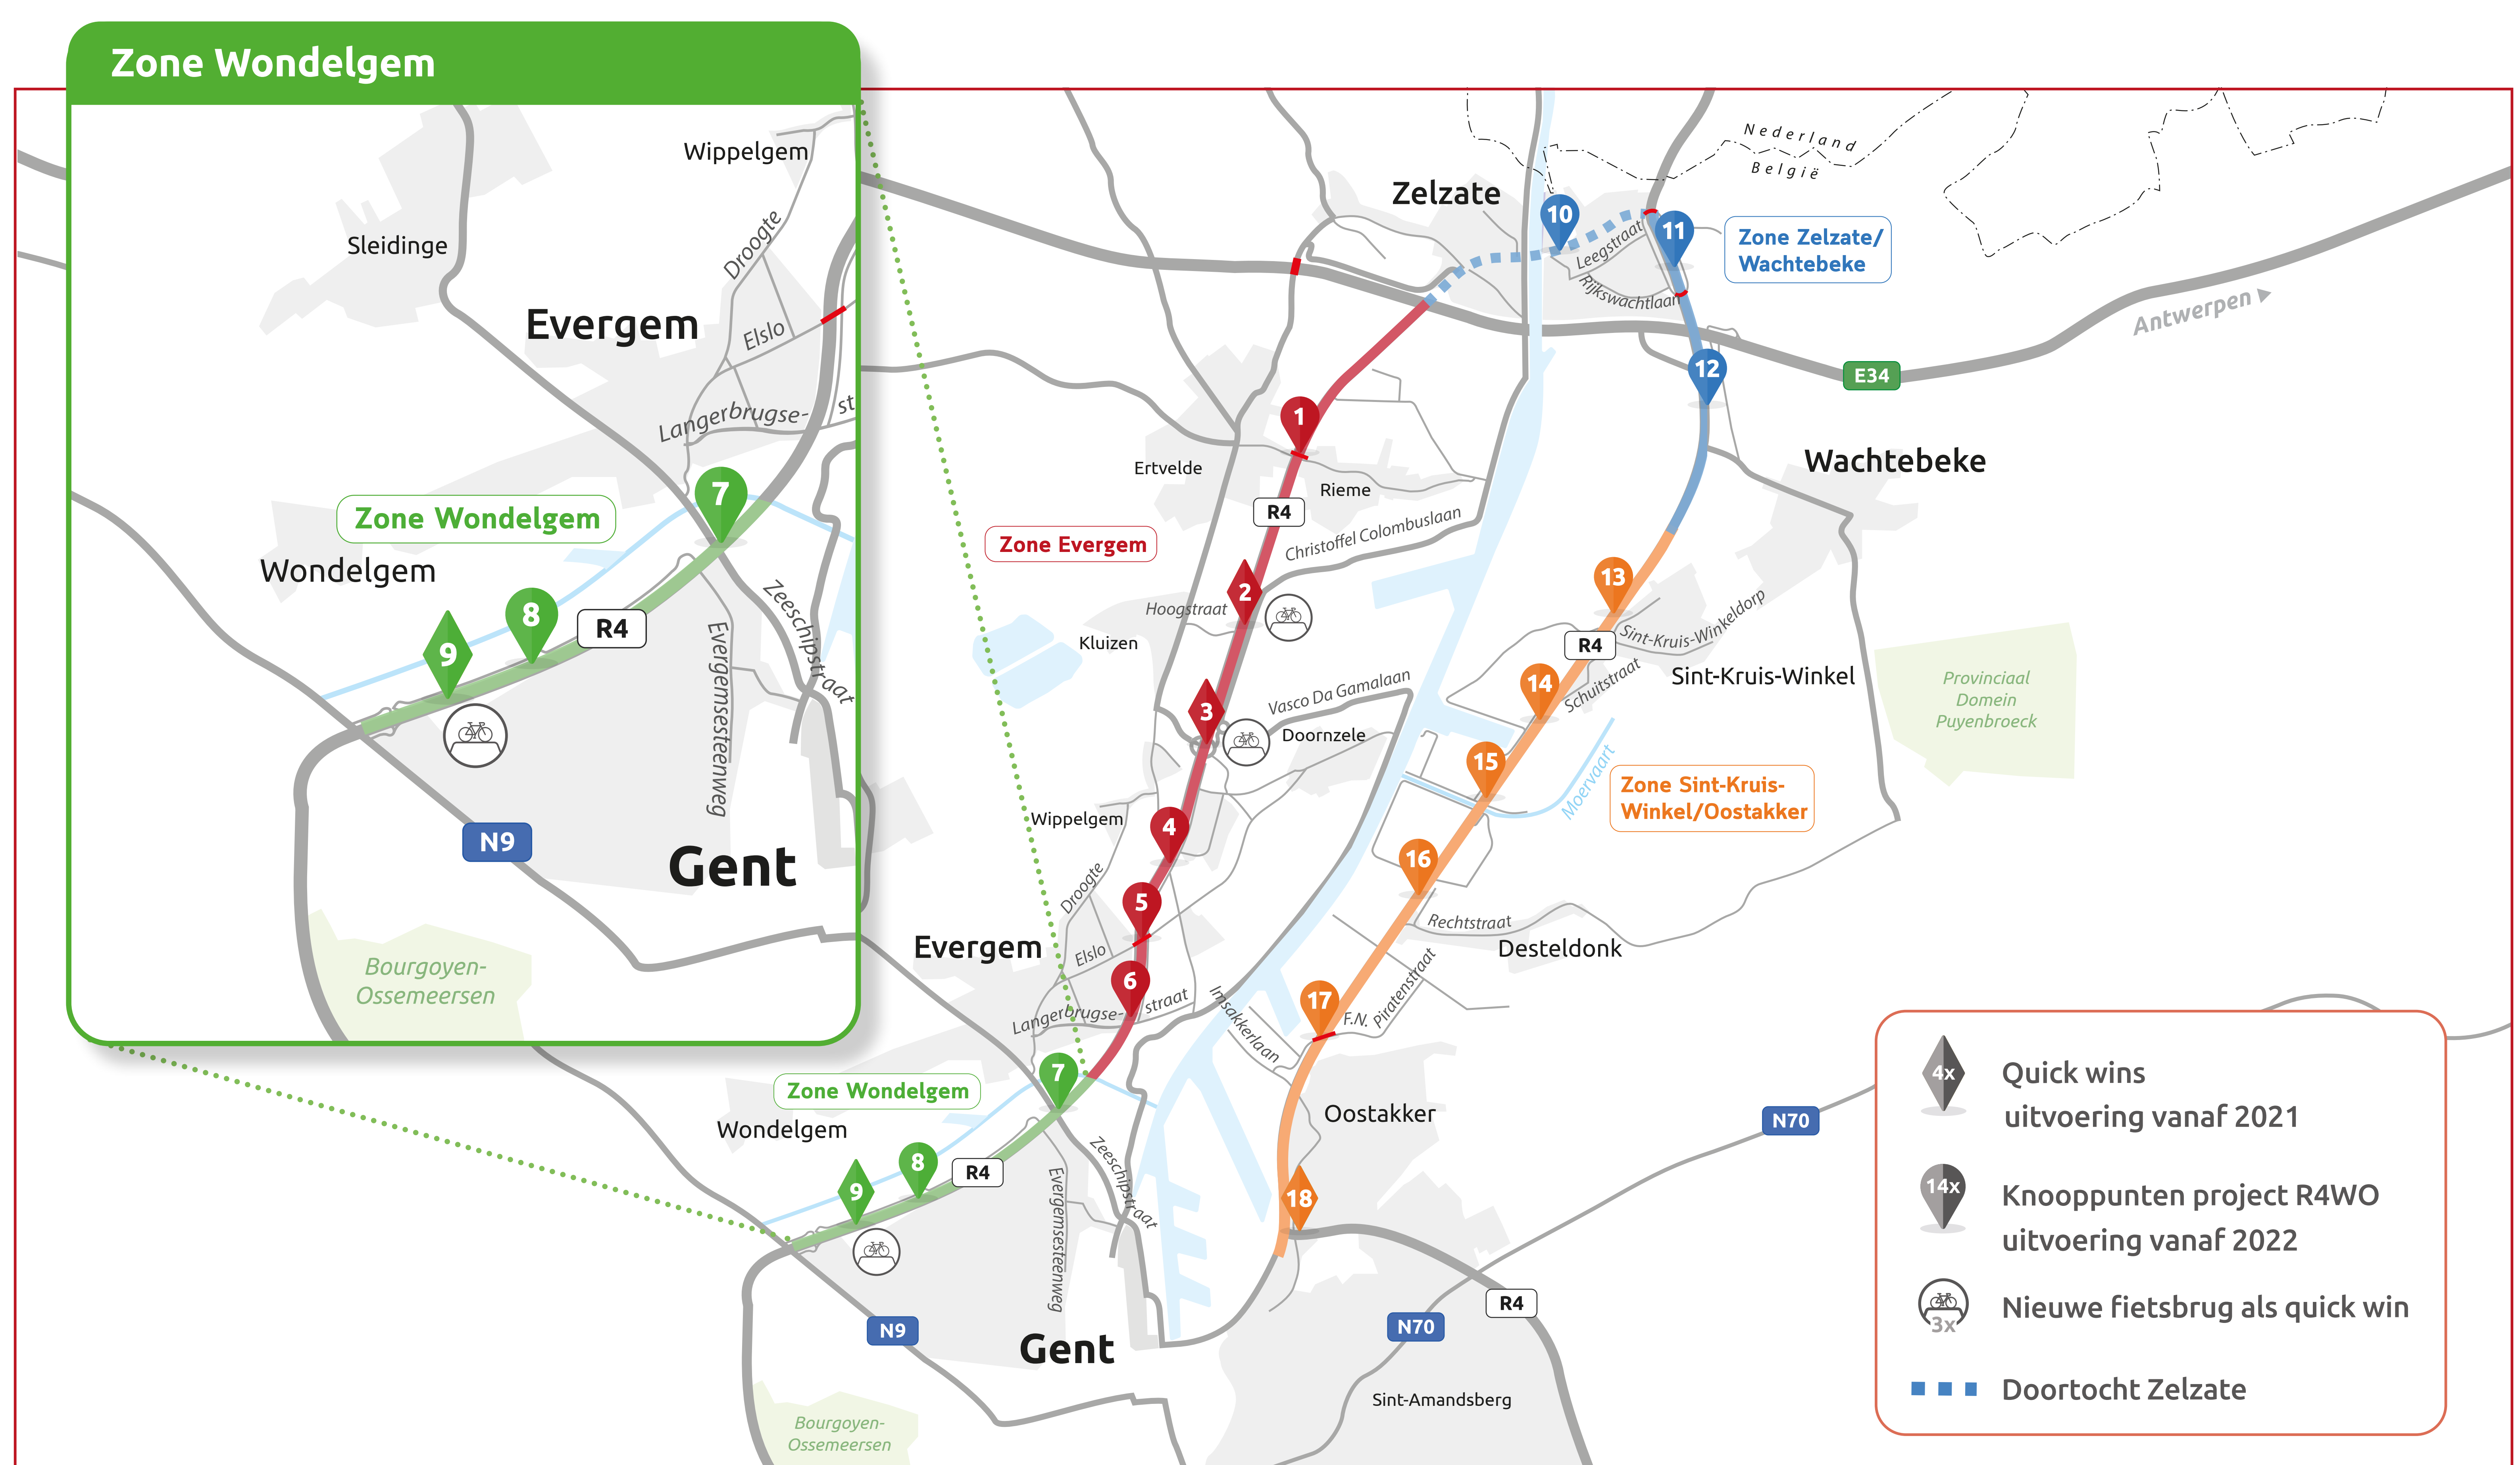 Zone Wondelgem
Wippelgem
Sleidinge
Droogte
Evergem
Elslo
Langerbrugse-
st
7
Zone Wondelgem
Wondelgem
8
R4
9
Zeeschipstraat
Evergemsesteenweg
N9
Gent
Bourgoyen-
Ossemeersen
Nederland
België
Zelzate
10
11
Leegstraat
Rijkswachtlaan
Zone Zelzate/
Wachtebeke
Antwerpen
E34
12
1
Ertvelde
Rieme
Wachtebeke
R4
Zone Evergem
Christoffel Colombuslaan
2
Hoogstraat
Kluizen
13
Sint-Kruis-Winkeldorp
R4
Sint-Kruis-Winkel
14
Schuitstraat
Provinciaal
Domein
Puyenbroeck
3
Vasco Da Gamalaan
Doornzele
15
Moervaart
Zone Sint-Kruis-
Winkel/Oostakker
Wippelgem
4
16
Droogte
5
Rechtstraat
Desteldonk
Evergem
Elslo
6
Langerbrugse-
straat
Imsakkerlaan
17
F.N. Piratenstraat
7
Zone Wondelgem
Wondelgem
Oostakker
N70
8
R4
9
Zeeschipstraat
Evergemsesteenweg
18
N9
Gent
N70
R4
Sint-Amandsberg
Bourgoyen-
Ossemeersen
4x
Quick wins
uitvoering vanaf 2021
14x
Knooppunten project R4WO
uitvoering vanaf 2022
3x
Nieuwe fietsbrug als quick win
Doortocht Zelzate